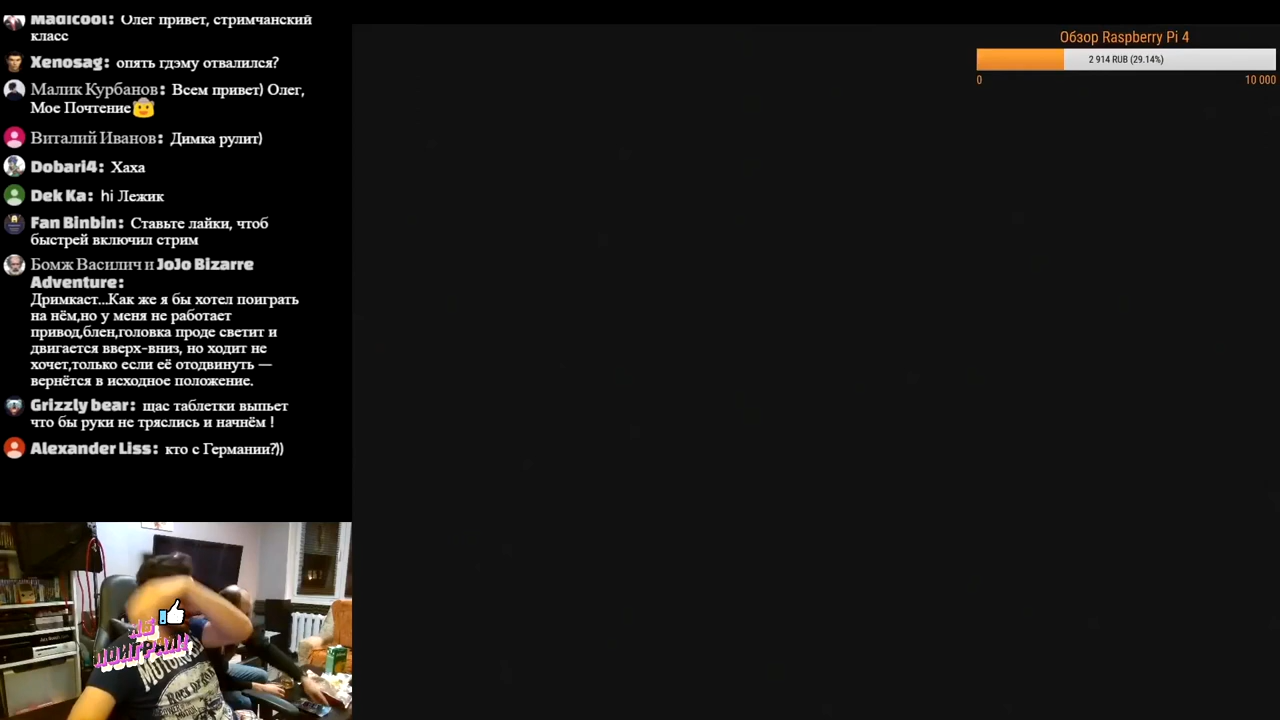 Madicool: Олег привет, стримчанский
класс
Xenosag: опять гдэму отвалился?
Малик Курбанов: Всем привет) Олег,
Мое Почтение
Виталий Иванов: Димка рулит)
Dobari4: Хаха
Dek Ka: hi Лежик
Fan Binbin: Ставьте лайки, чтоб
быстрей включил стрим
Бомж Василич и JoJo Bizarre
Adventure:
Дримкаст...Как же я бы хотел поиграть
на нём,но у меня не работает
привод,блен,головка проде светит и
двигается вверх-вниз, но ходит не
хочет,только если её отодвинуть —
вернётся в исходное положение.
Grizzly bear: щас таблетки выпьет
что бы руки не тряслись и начнём !
Alexander Liss: кто с Германии?))
Обзор Raspberry Pi 4
2 914 RUB (29.14%)
0
10 000
ПОИГРАЛИ